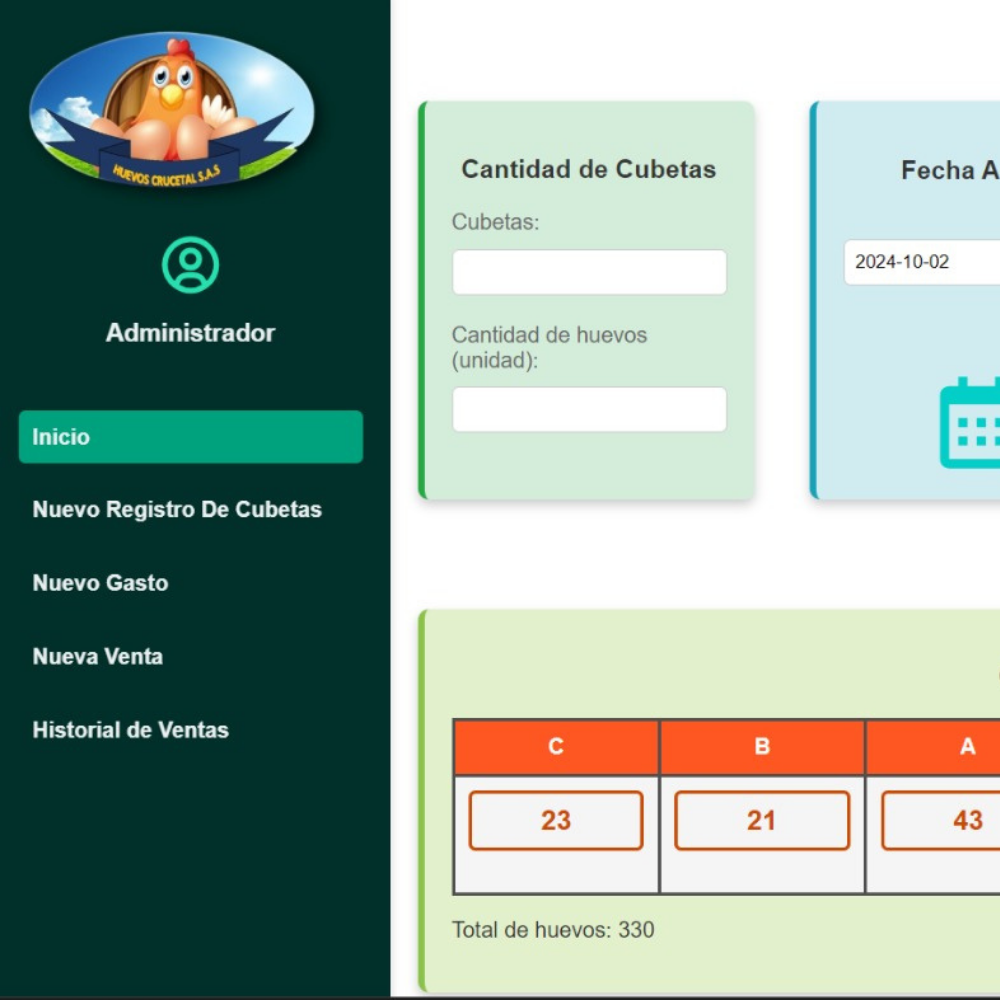 HUEVOS CRUCETAL S.A.S
Administrador
Inicio
Nuevo Registro De Cubetas
Nuevo Gasto
Nueva Venta
Historial de Ventas
Cantidad de Cubetas
Cubetas:
Cantidad de huevos
(unidad):
Fecha A
2024-10-02
C B A
23 21 43
Total de huevos: 330